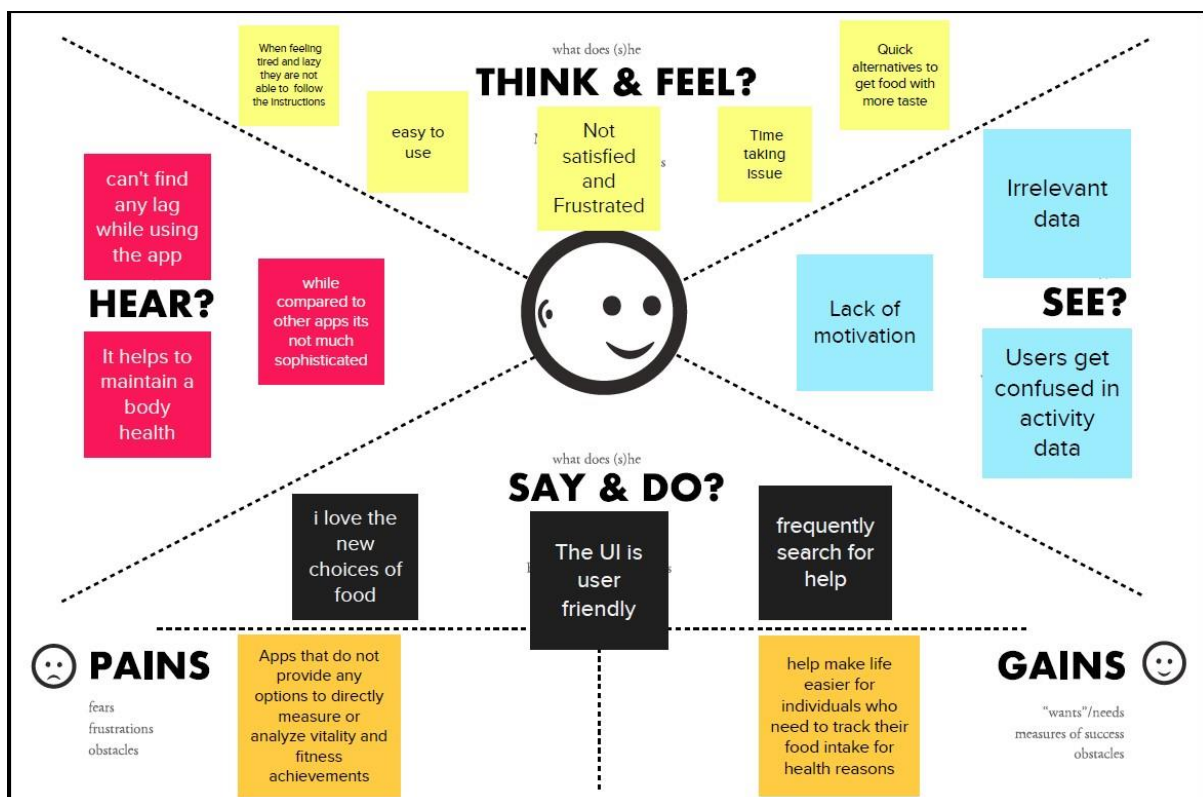 what does (s)he
THINK & FEEL?
When feeling
tired and lazy
they are not
able to follow
the instructions
easy to
use
Not
satisfied
and
Frustrated
Time
taking
issue
Quick
alternatives to
get food with
more taste
can't find
any lag
while using
the app
HEAR?
It helps to
maintain a
body
health
while
compared to
other apps its
not much
sophisticated
Irrelevant
data
SEE?
Lack of
motivation
Users get
confused in
activity
data
what does (s)he
SAY & DO?
i love the
new
choices of
food
The UI is
user
friendly
frequently
search for
help
PAINS
fears
frustrations
obstacles
Apps that do not
provide any
options to directly
measure or
analyze vitality and
fitness
achievements
help make life
easier for
individuals who
need to track their
food intake for
health reasons
GAINS
"wants"/needs
measures of success
obstacles